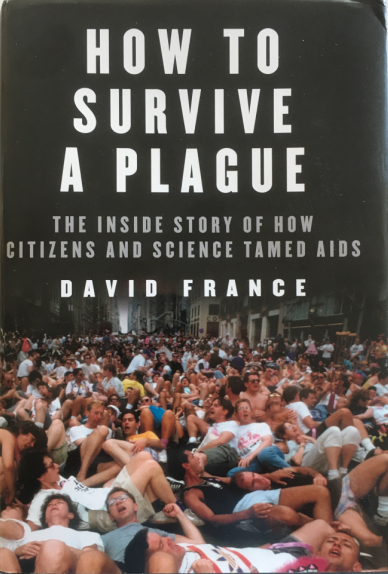 HOW TO
SURVIVE
A PLAGUE
THE INSIDE STORY OF HOW
CITIZENS AND SCIENCE TAMED AIDS
DAVID FRANCE